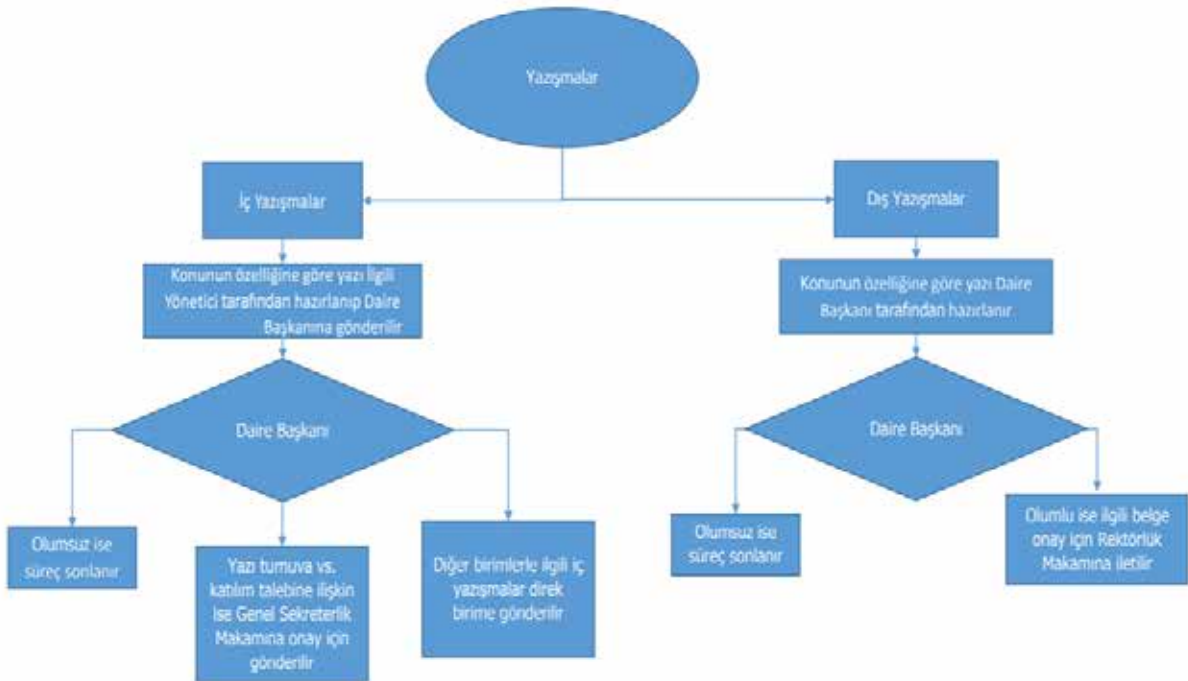 Yazışmalar
İç Yazışmalar
Dış Yazışmalar
Konunun özelliğine göre yazı İlgili
Yönetici tarafından hazırlanıp Daire
Başkanına gönderilir
Konunun özelliğine göre yazı Daire
Başkanı tarafından hazırlanır
Daire Başkanı
Daire Başkanı
Olumsuz ise
süreç sonlanır
Yazı turnuva vs.
katılım talebine ilişkin
ise Genel Sekreterlik
Makamına onay için
gönderilir
Diğer birimlerle ilgili iç
yazışmalar direk
birime gönderilir
Olumsuz ise
süreç sonlanır
Olumlu ise ilgili belge
onay için Rektörlük
Makamına iletilir